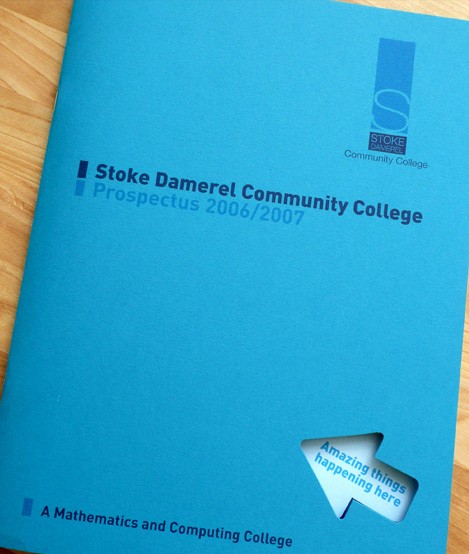 S
STOKE
DAMEREL
Community College
Stoke Damerel Community College
Prospectus 2006/2007
Amazing things
happening here
A Mathematics and Computing College